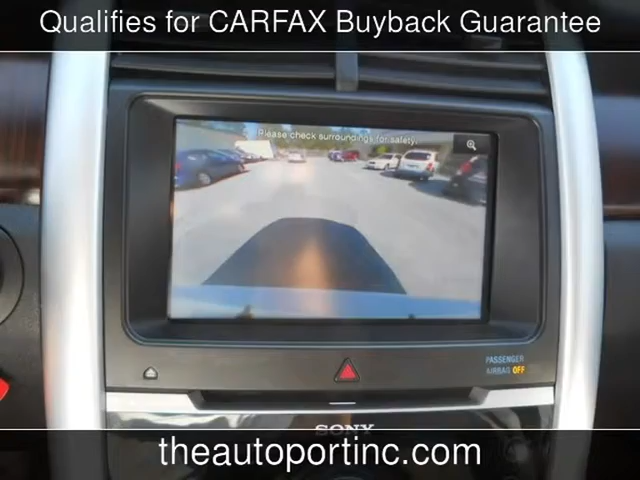 Qualifies for CARFAX Buyback Guarantee
Please check surroundings for safety.
PASSENGER
AIRBAG OFF
SONY
theautoportinc.com